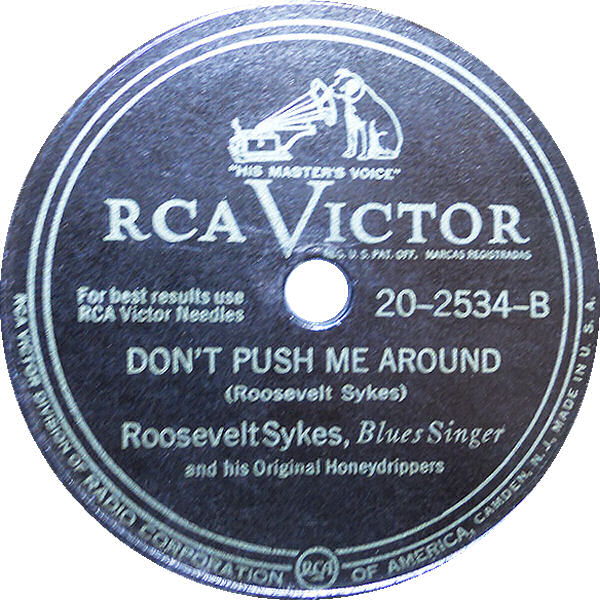 "HIS MASTER'S VOICE"
RCA VICTOR
REG. U. S. PAT. OFF. MARCAS REGISTRADAS
For best results use
RCA Victor Needles
20-2534-B
DON'T PUSH ME AROUND
(Roosevelt Sykes)
Roosevelt Sykes, Blues Singer
and his Original Honeydrippers
RCA VICTOR DIVISION OF RADIO CORPORATION OF AMERICA, CAMDEN, N. J. MADE IN U. S. A.
RCA